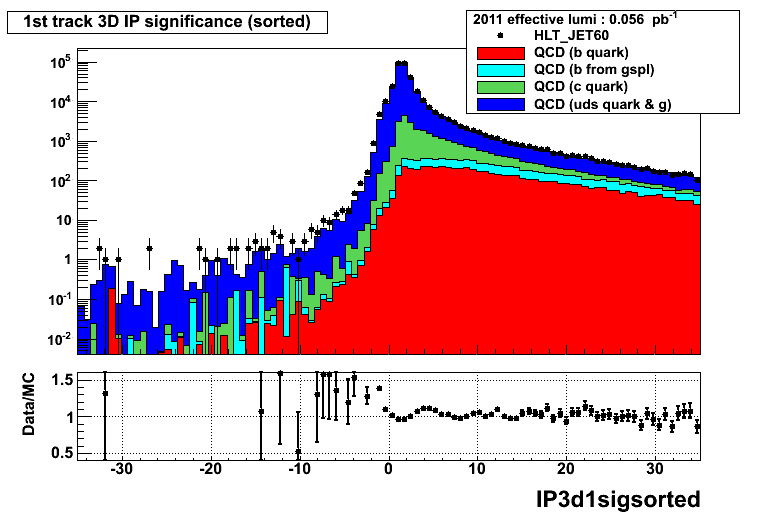 1st track 3D IP significance (sorted)
2011 effective lumi : 0.056 pb-1
HLT_JET60
QCD (b quark)
QCD (b from gspl)
QCD (c quark)
QCD (uds quark & g)
10^5
10^4
10^3
10^2
10
1
10^-1
10^-2
Data/MC
1.5
1
0.5
-30 -20 -10 0 10 20 30
IP3d1sigsorted